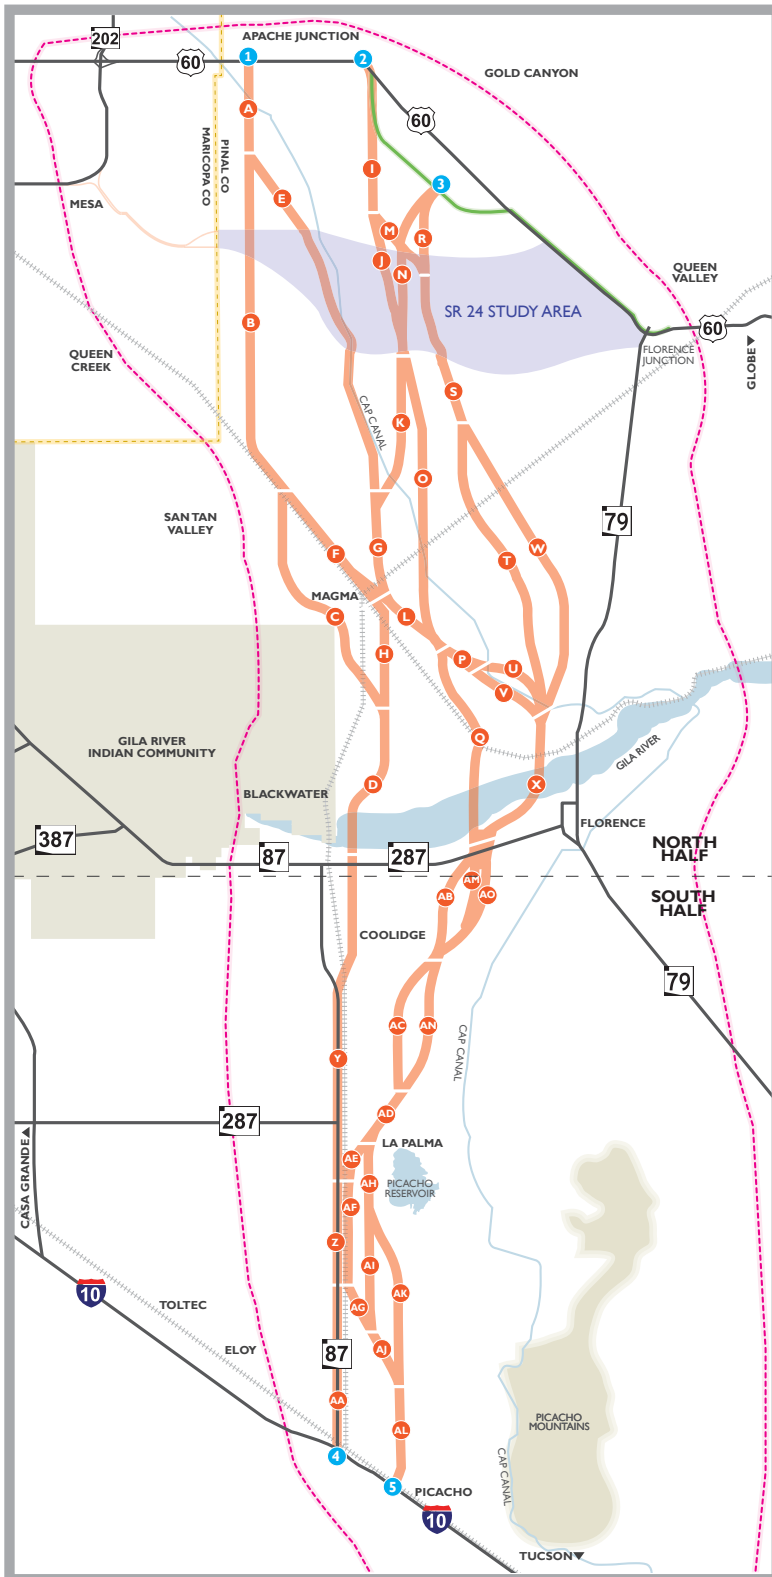 202
APACHE JUNCTION
1
2
60
GOLD CANYON
A
60
PINAL CO
MARICOPA CO
I
3
E
MESA
M
R
J
N
QUEEN
VALLEY
SR 24 STUDY AREA
B
60
GLOBE
FLORENCE
JUNCTION
QUEEN
CREEK
S
CAP CANAL
K
O
79
SAN TAN
VALLEY
F
G
W
T
MAGMA
C
L
H
P
U
V
Q
GILA RIVER
INDIAN COMMUNITY
GILA RIVER
D
X
BLACKWATER
FLORENCE
387
87
287
NORTH
HALF
SOUTH
HALF
AM
AB
AO
COOLIDGE
79
AC
AN
CAP CANAL
Y
AD
287
LA PALMA
CASA GRANDE
AE
AH
PICACHO
RESERVOIR
AF
Z
AI
10
AK
TOLTEC
AG
ELOY
87
AJ
AA
AL
PICACHO
MOUNTAINS
4
CAP CANAL
5
PICACHO
10
TUCSON